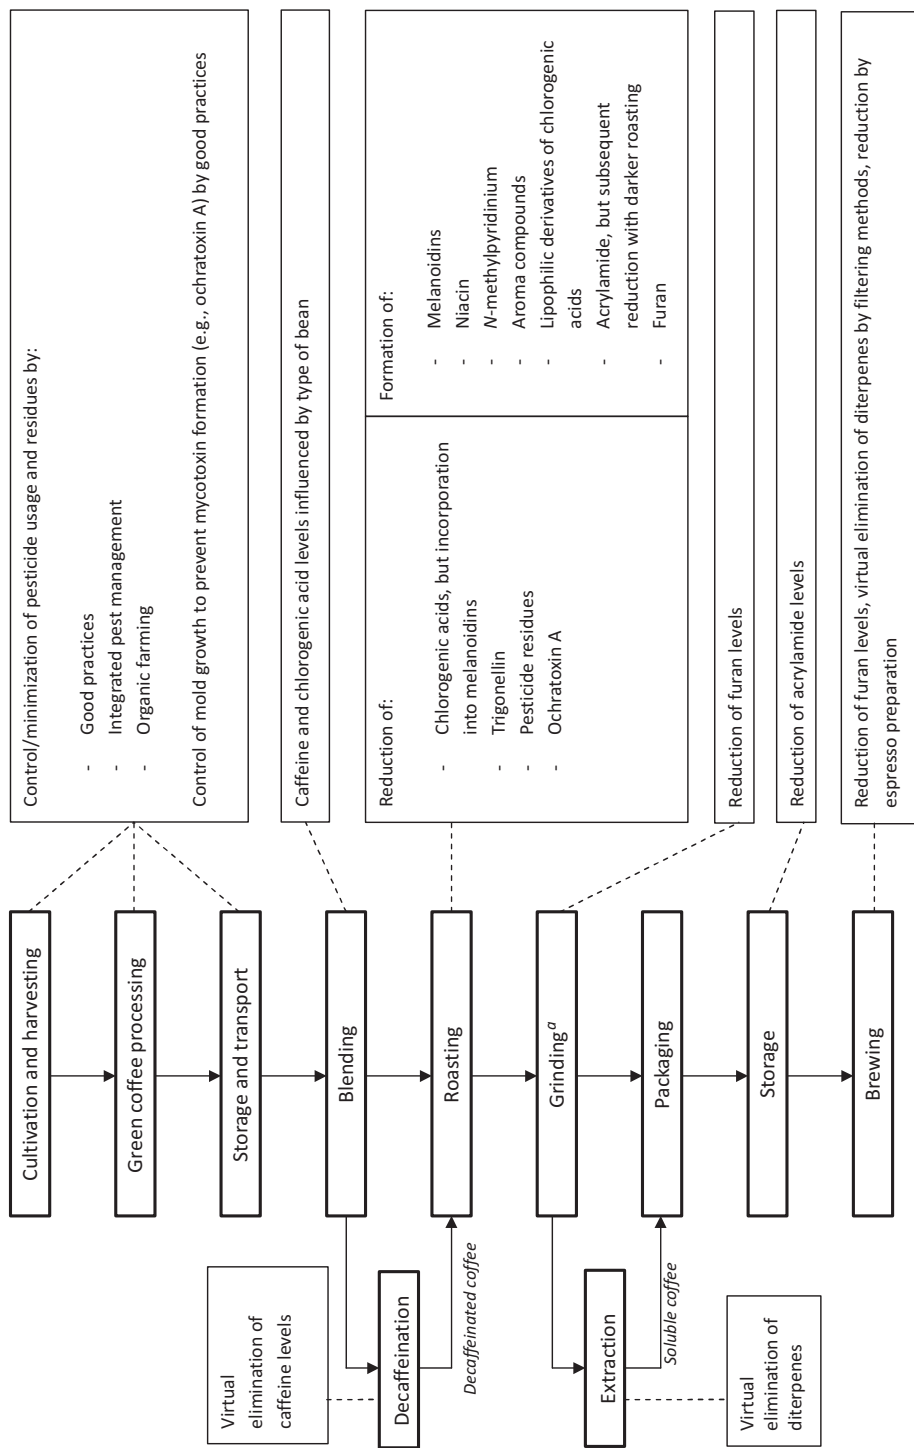 Cultivation and harvesting
Green coffee processing
Storage and transport
Blending
Roasting
Grindingᵃ
Packaging
Storage
Brewing
Virtual
elimination of
caffeine levels
Decaffeination
Decaffeinated coffee
Extraction
Soluble coffee
Virtual
elimination of
diterpenes
Control/minimization of pesticide usage and residues by:
- Good practices
- Integrated pest management
- Organic farming
Control of mold growth to prevent mycotoxin formation (e.g., ochratoxin A) by good practices
Caffeine and chlorogenic acid levels influenced by type of bean
Reduction of:
- Chlorogenic acids, but incorporation
into melanoidins
- Trigonellin
- Pesticide residues
- Ochratoxin A
Formation of:
- Melanoidins
- Niacin
- N-methylpyridinium
- Aroma compounds
- Lipophilic derivatives of chlorogenic
acids
- Acrylamide, but subsequent
reduction with darker roasting
- Furan
Reduction of furan levels
Reduction of acrylamide levels
Reduction of furan levels, virtual elimination of diterpenes by filtering methods, reduction by
espresso preparation